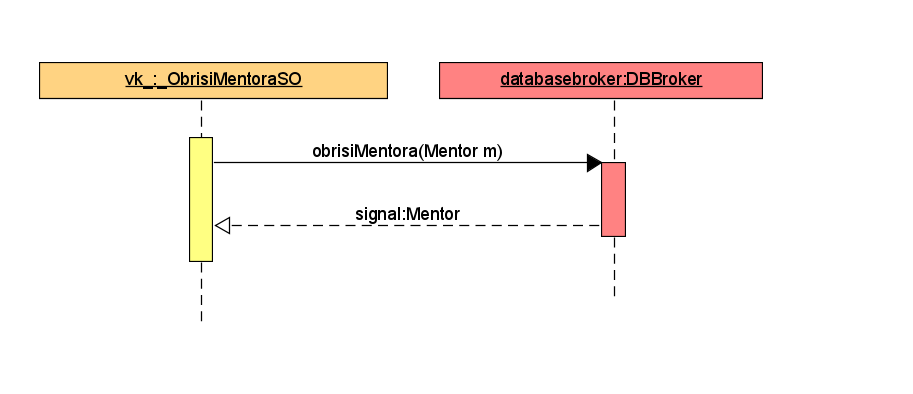 vk_:_ObrisiMentoraSO
databasebroker:DBBroker
obrisiMentora(Mentor m)
signal:Mentor